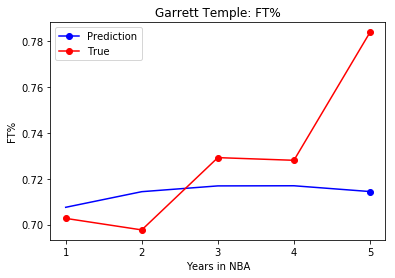 Garrett Temple: FT%
Prediction
True
0.78
0.76
0.74
0.72
0.70
FT%
1
2
3
4
5
Years in NBA